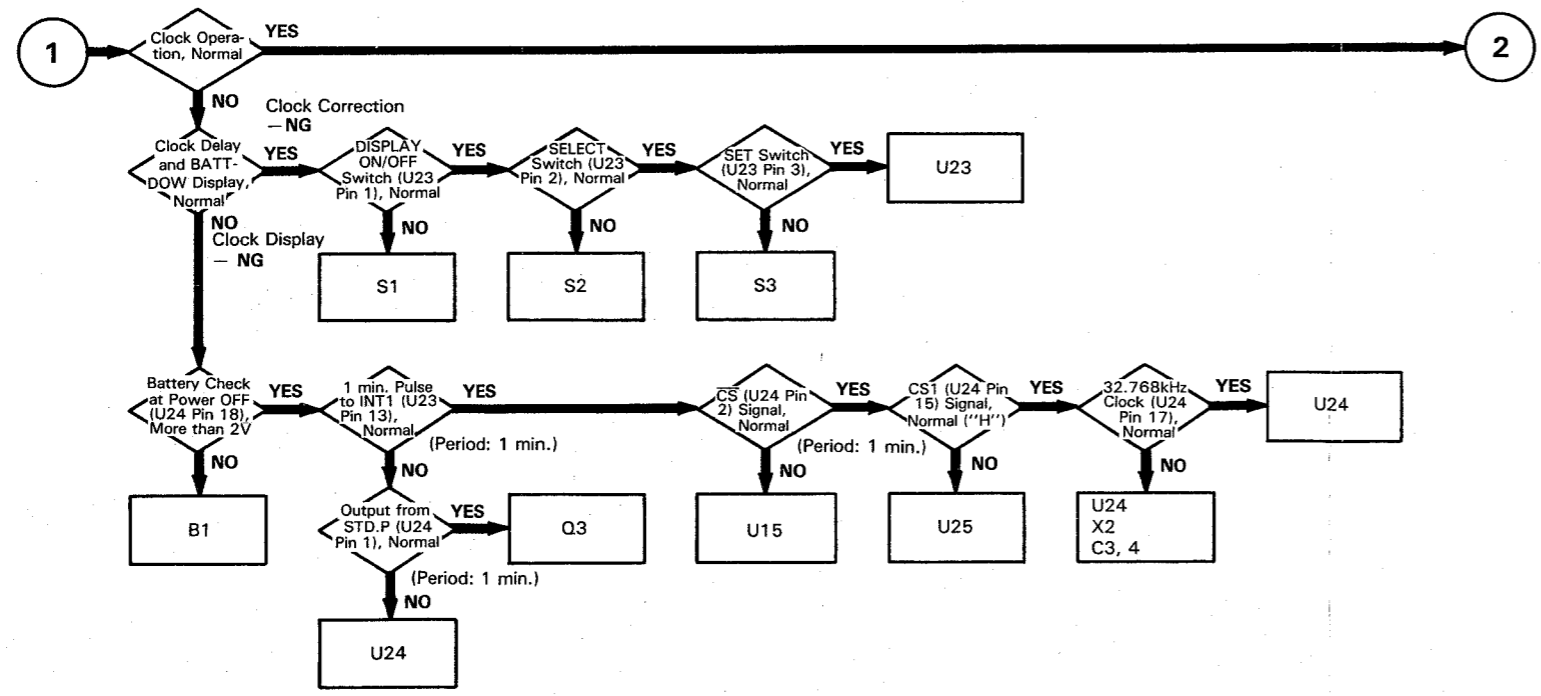 1
Clock Opera-
tion, Normal
YES
2
NO
Clock Correction
– NG
Clock Delay
and BATT-
DOW Display,
Normal
YES
DISPLAY
ON/OFF
Switch (U23
Pin 1), Normal
YES
SELECT
Switch (U23
Pin 2), Normal
YES
SET Switch
(U23 Pin 3),
Normal
YES
U23
NO
Clock Display
– NG
NO
S1
NO
S2
NO
S3
Battery Check
at Power OFF
(U24 Pin 18),
More than 2V
YES
1 min. Pulse
to INT1 (U23
Pin 13),
Normal
YES
(Period: 1 min.)
CS (U24 Pin
2) Signal,
Normal
YES
(Period: 1 min.)
CS1 (U24 Pin
15) Signal,
Normal (''H'')
YES
32.768kHz
Clock (U24
Pin 17),
Normal
YES
U24
NO
B1
NO
Output from
STD.P (U24
Pin 1), Normal
YES
Q3
(Period: 1 min.)
NO
U24
NO
U15
NO
U25
NO
U24
X2
C3, 4